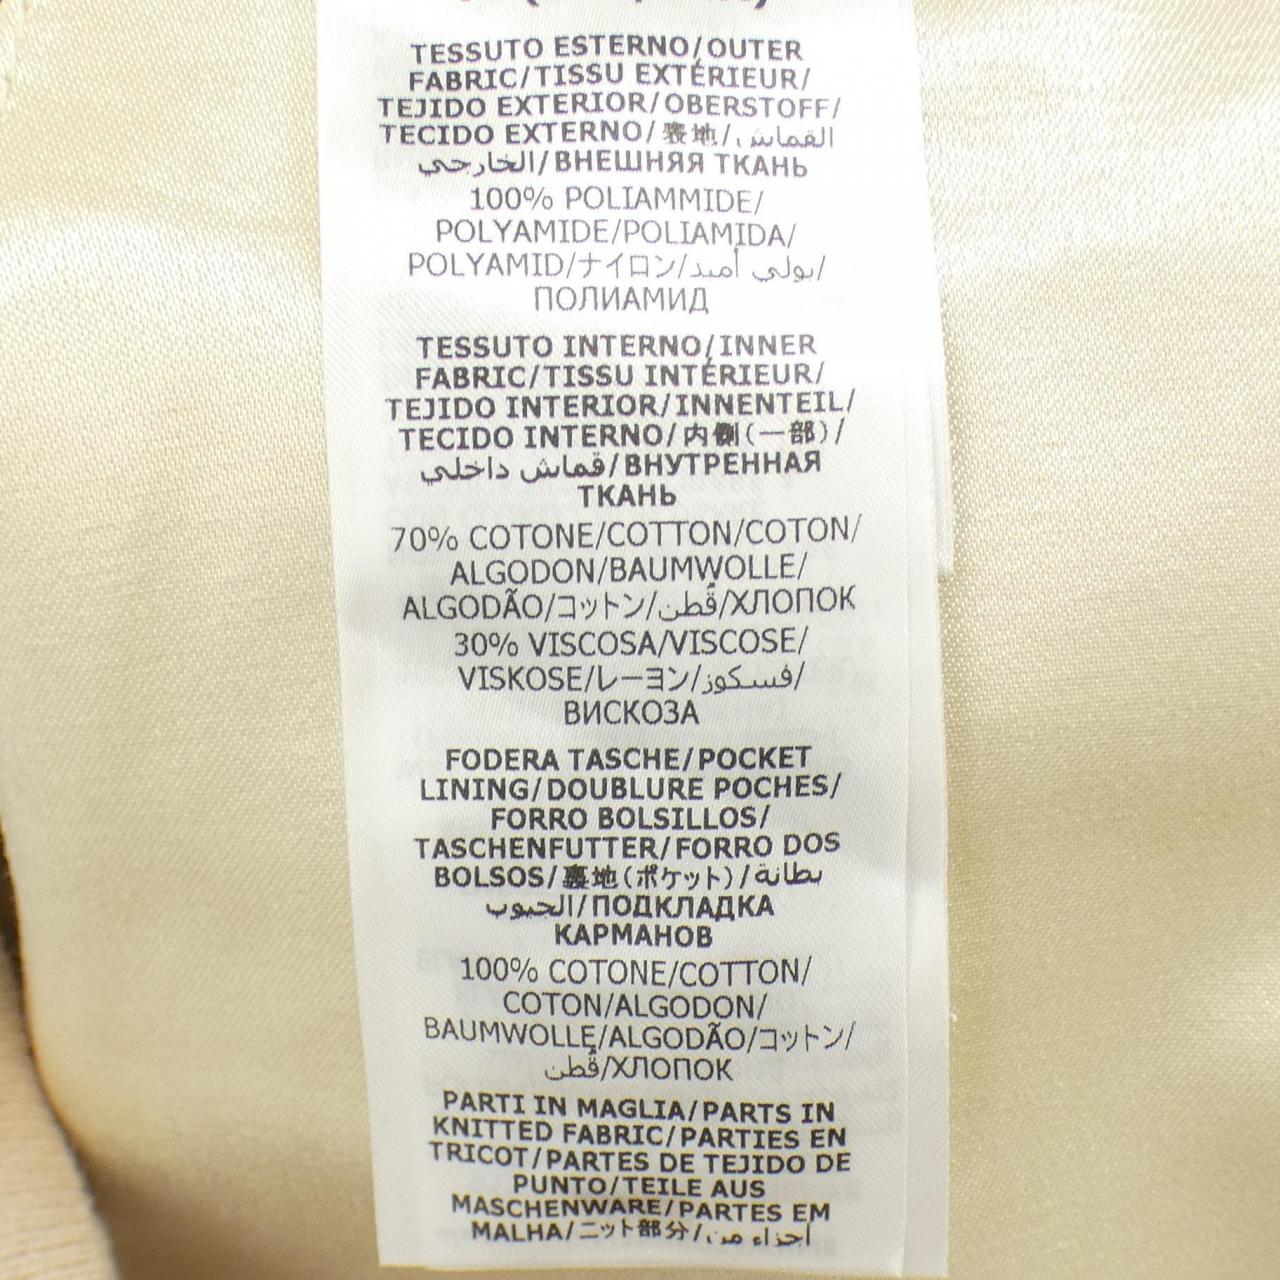 TESSUTO ESTERNO/OUTER
FABRIC/TISSU EXTÉRIEUR/
TEJIDO EXTERIOR/OBERSTOFF/
TECIDO EXTERNO/表地/القماش
الخارجي/ВНЕШНЯЯ ТКАНЬ
100% POLIAMMIDE/
POLYAMIDE/POLIAMIDA/
POLYAMID/ナイロン/بولي أميد/
ПОЛИАМИД
TESSUTO INTERNO/INNER
FABRIC/TISSU INTÉRIEUR/
TEJIDO INTERIOR/INNENTEIL/
TECIDO INTERNO/内側(一部)/
قماش داخلي/ВНУТРЕННАЯ
ТКАНЬ
70% COTONE/COTTON/COTON/
ALGODON/BAUMWOLLE/
ALGODÃO/コットン/قطن/ХЛОПОК
30% VISCOSA/VISCOSE/
VISKOSE/レーヨン/فسكوز/
ВИСКОЗА
FODERA TASCHE/POCKET
LINING/DOUBLURE POCHES/
FORRO BOLSILLOS/
TASCHENFUTTER/FORRO DOS
BOLSOS/裏地(ポケット)/بطانة
الجيوب/ПОДКЛАДКА
КАРМАНОВ
100% COTONE/COTTON/
COTON/ALGODON/
BAUMWOLLE/ALGODÃO/コットン/
قطن/ХЛОПОК
PARTI IN MAGLIA/PARTS IN
KNITTED FABRIC/PARTIES EN
TRICOT/PARTES DE TEJIDO DE
PUNTO/TEILE AUS
MASCHENWARE/PARTES EM
MALHA/ニット部分/أجزاء من